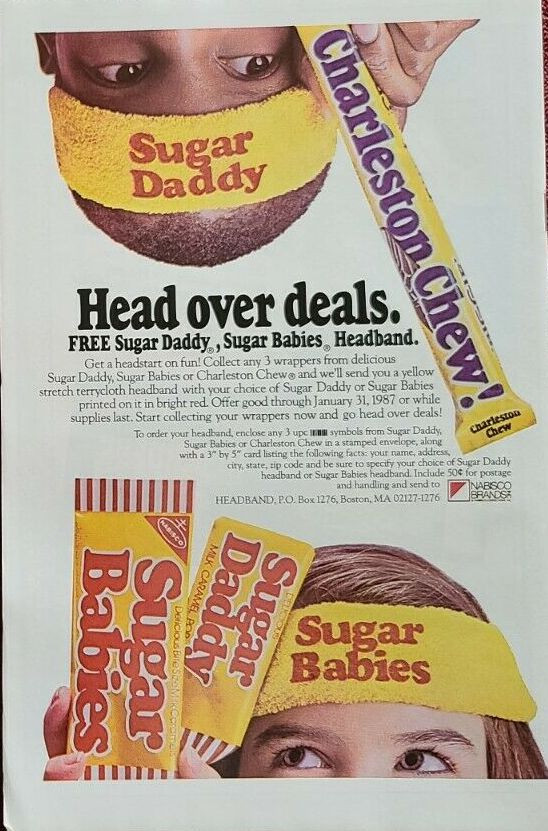 Sugar
Daddy
Charleston Chew!
Charleston
Chew
Head over deals.
FREE Sugar Daddy®, Sugar Babies® Headband.
Get a headstart on fun! Collect any 3 wrappers from delicious
Sugar Daddy, Sugar Babies or Charleston Chew® and we'll send you a yellow
stretch terrycloth headband with your choice of Sugar Daddy or Sugar Babies
printed on it in bright red. Offer good through January 31, 1987 or while
supplies last. Start collecting your wrappers now and go head over deals!
To order your headband, enclose any 3 upc symbols from Sugar Daddy,
Sugar Babies or Charleston Chew in a stamped envelope, along
with a 3" by 5" card listing the following facts: your name, address,
city, state, zip code and be sure to specify your choice of Sugar Daddy
headband or Sugar Babies headband. Include 50¢ for postage
and handling and send to
HEADBAND, P.O. Box 1276, Boston, MA 02127-1276
NABISCO
BRANDS
NABISCO
Sugar
Babies
DELICIOUS BITE SIZE MILK
Sugar
Daddy
MILK CARAMEL POP
Sugar
Babies